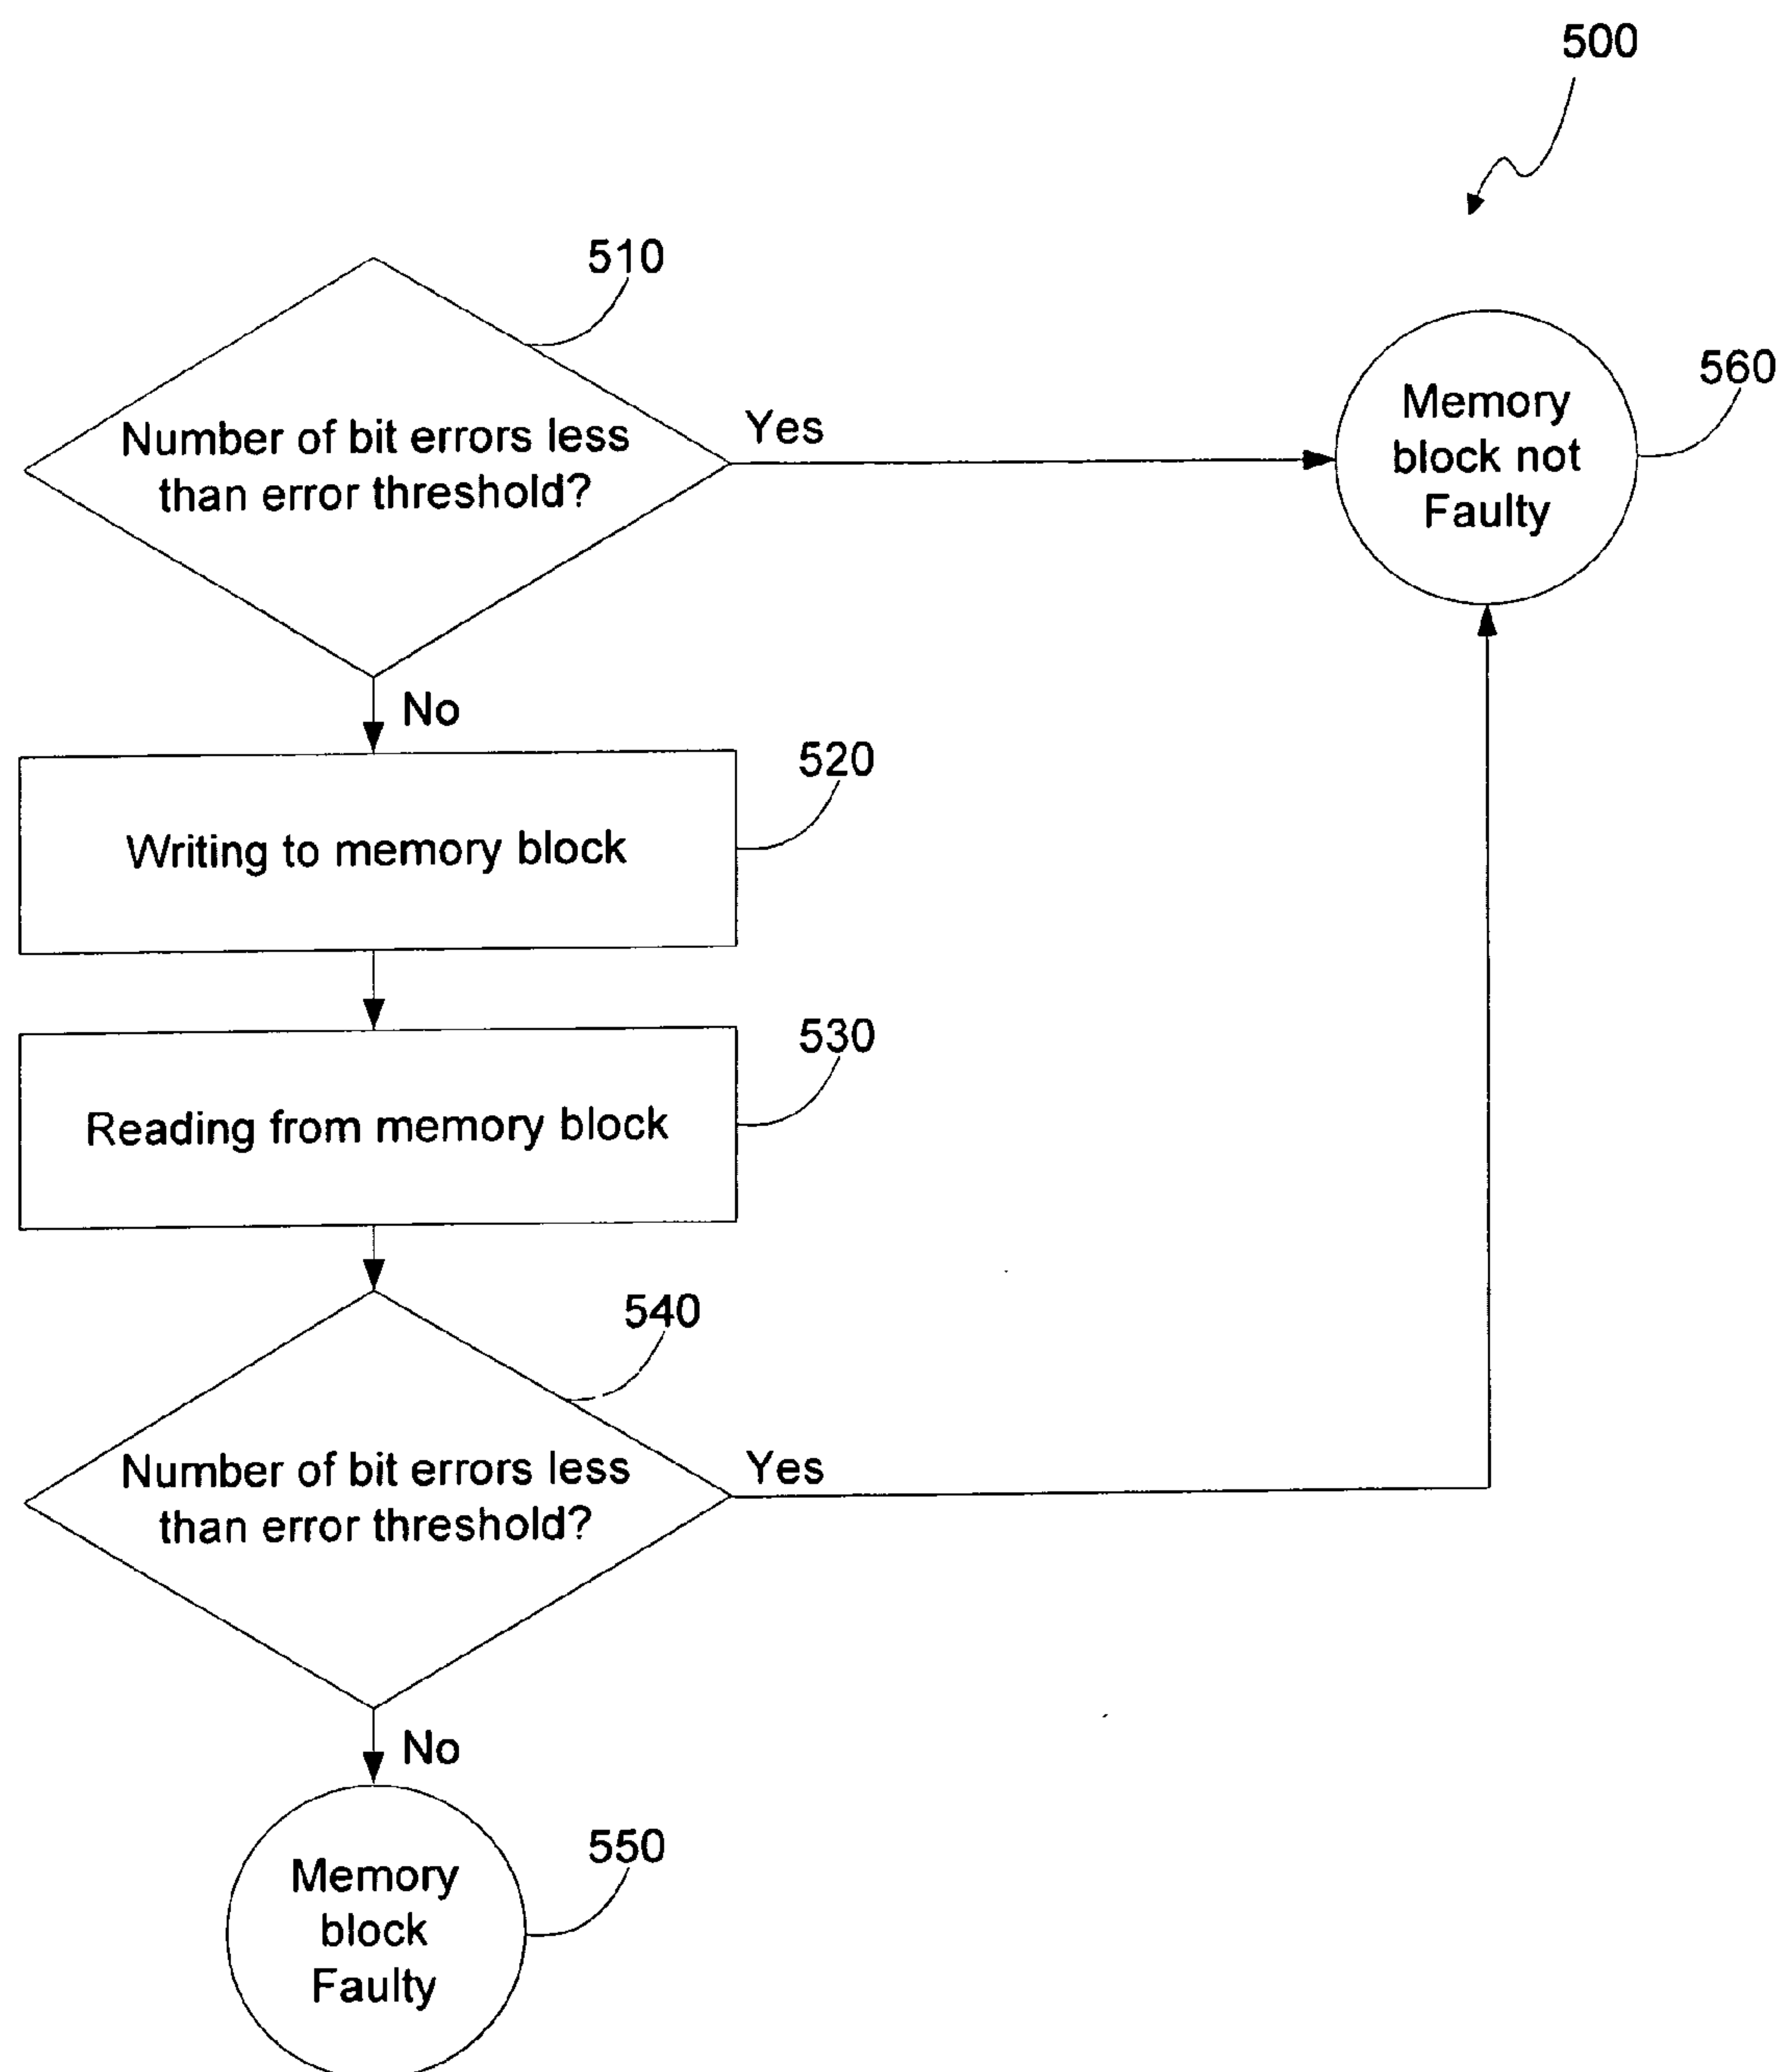 500
510
Number of bit errors less
than error threshold?
Yes
Memory
block not
Faulty
560
No
520
Writing to memory block
530
Reading from memory block
540
Number of bit errors less
than error threshold?
Yes
No
550
Memory
block
Faulty